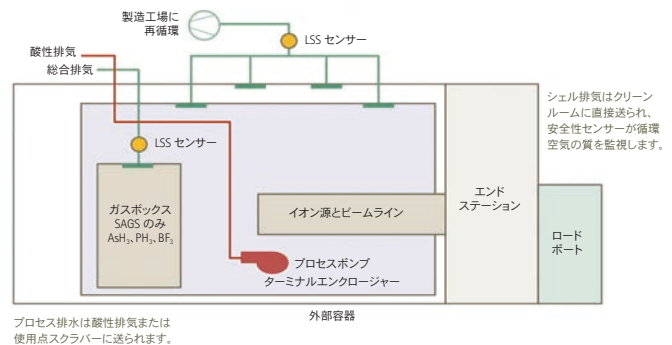 製造工場に
再循環
LSS センサー
酸性排気
総合排気
LSS センサー
ガスボックス
SAGS のみ
AsH₃、PH₃、BF₃
イオン源とビームライン
プロセスポンプ
ターミナルエンクロージャー
エンド
ステーション
ロード
ポート
シェル排気はクリーン
ルームに直接送られ、
安全性センサーが循環
空気の質を監視します。
外部容器
プロセス排水は酸性排気または
使用点スクラバーに送られます。